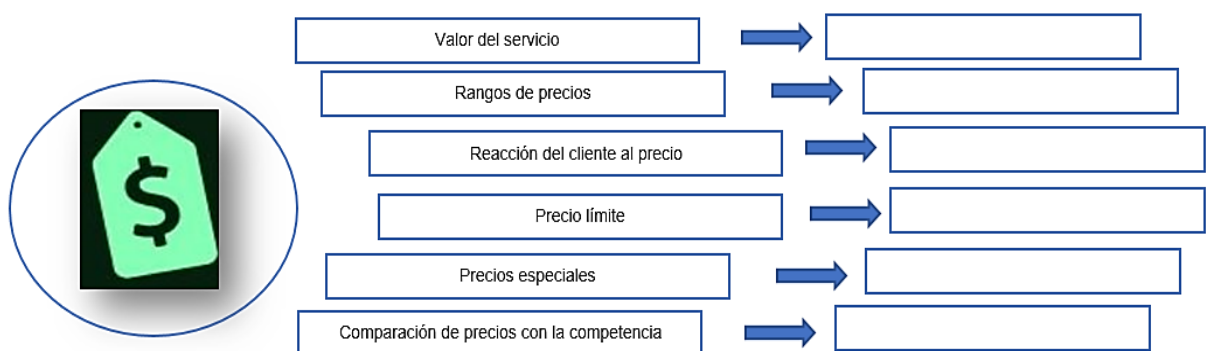 Valor del servicio
Rangos de precios
Reacción del cliente al precio
$
Precio límite
Precios especiales
Comparación de precios con la competencia